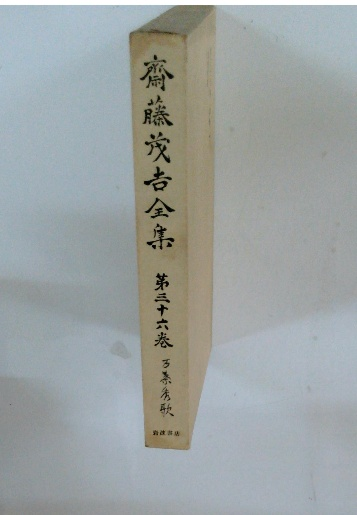 齋藤茂吉全集
第三十六巻
万葉秀歌
岩波書店